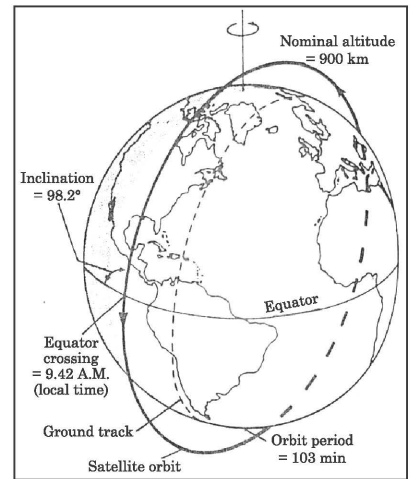 Nominal altitude
= 900 km
Inclination
= 98.2°
Equator
Equator
crossing
= 9.42 A.M.
(local time)
Ground track
Satellite orbit
Orbit period
= 103 min